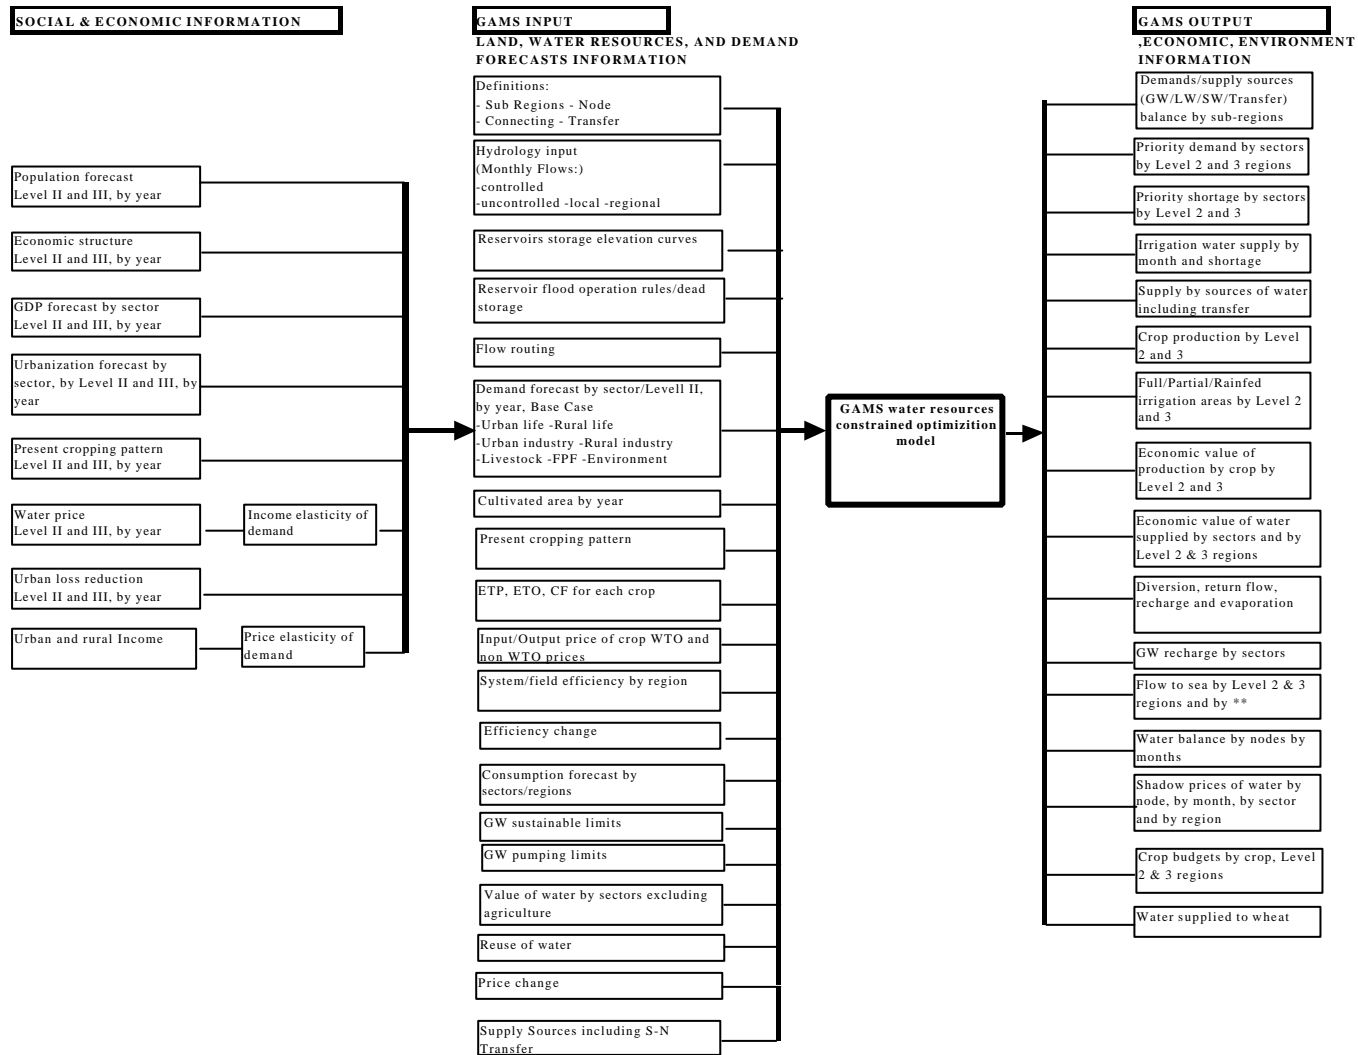 SOCIAL & ECONOMIC INFORMATION
Population forecast
Level II and III, by year
Economic structure
Level II and III, by year
GDP forecast by sector
Level II and III, by year
Urbanization forecast by
sector, by Level II and III, by
year
Present cropping pattern
Level II and III, by year
Water price
Level II and III, by year
Income elasticity of
demand
Urban loss reduction
Level II and III, by year
Urban and rural Income
Price elasticity of
demand
GAMS INPUT
LAND, WATER RESOURCES, AND DEMAND
FORECASTS INFORMATION
Definitions:
- Sub Regions - Node
- Connecting - Transfer
Hydrology input
(Monthly Flows:)
-controlled
-uncontrolled -local -regional
Reservoirs storage elevation curves
Reservoir flood operation rules/dead
storage
Flow routing
Demand forecast by sector/Levell II,
by year, Base Case
-Urban life -Rural life
-Urban industry -Rural industry
-Livestock -FPF -Environment
Cultivated area by year
Present cropping pattern
ETP, ETO, CF for each crop
Input/Output price of crop WTO and
non WTO prices
System/field efficiency by region
Efficiency change
Consumption forecast by
sectors/regions
GW sustainable limits
GW pumping limits
Value of water by sectors excluding
agriculture
Reuse of water
Price change
Supply Sources including S-N
Transfer
GAMS water resources
constrained optimizition
model
GAMS OUTPUT
,ECONOMIC, ENVIRONMENT
INFORMATION
Demands/supply sources
(GW/LW/SW/Transfer)
balance by sub-regions
Priority demand by sectors
by Level 2 and 3 regions
Priority shortage by sectors
by Level 2 and 3
Irrigation water supply by
month and shortage
Supply by sources of water
including transfer
Crop production by Level
2 and 3
Full/Partial/Rainfed
irrigation areas by Level 2
and 3
Economic value of
production by crop by
Level 2 and 3
Economic value of water
supplied by sectors and by
Level 2 & 3 regions
Diversion, return flow,
recharge and evaporation
GW recharge by sectors
Flow to sea by Level 2 & 3
regions and by **
Water balance by nodes by
months
Shadow prices of water by
node, by month, by sector
and by region
Crop budgets by crop, Level
2 & 3 regions
Water supplied to wheat